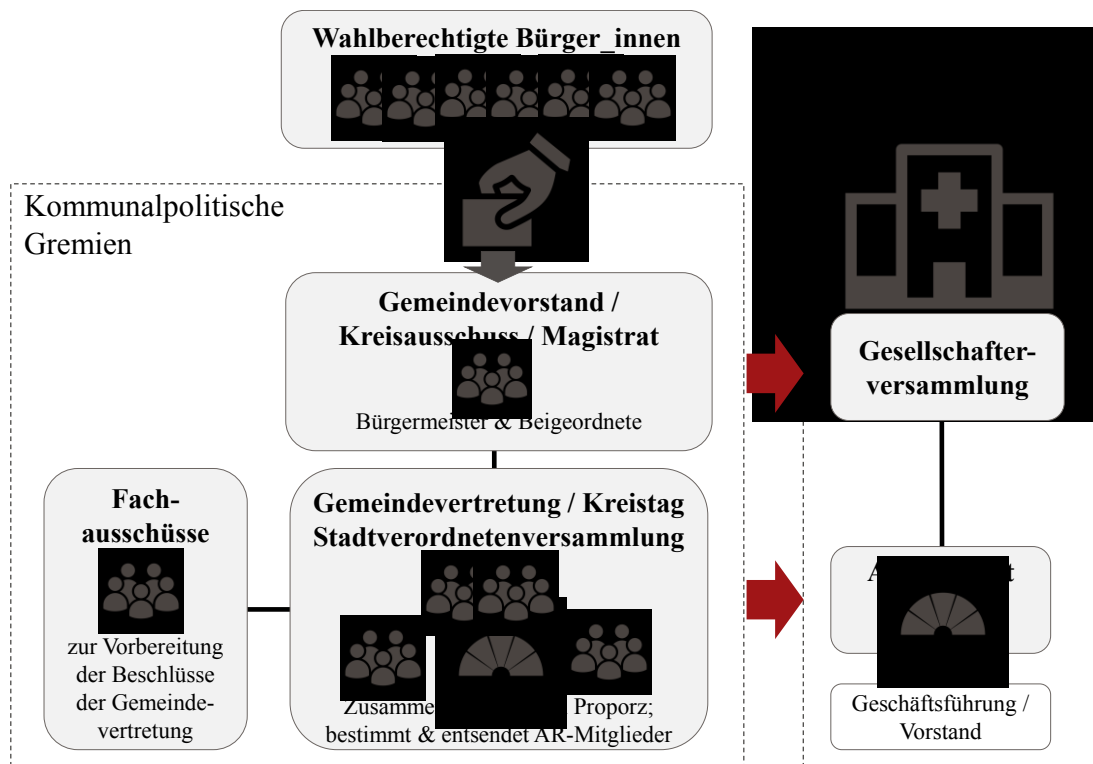 Wahlberechtigte Bürger_innen
Kommunalpolitische
Gremien
Gemeindevorstand /
Kreisausschuss / Magistrat
Bürgermeister & Beigeordnete
Gesellschafter-
versammlung
Fach-
ausschüsse
zur Vorbereitung
der Beschlüsse
der Gemeinde-
vertretung
Gemeindevertretung / Kreistag
Stadtverordnetenversammlung
Proporz;
bestimmt & entsendet AR-Mitglieder
Geschäftsführung /
Vorstand